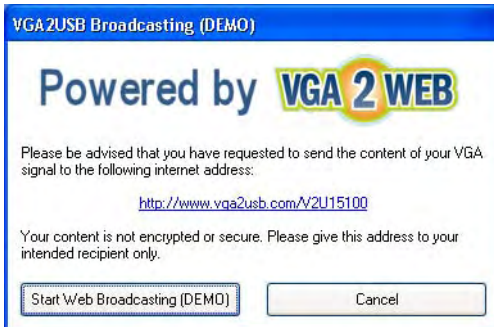 VGA2USB Broadcasting (DEMO)
Powered by VGA 2 WEB
Please be advised that you have requested to send the content of your VGA
signal to the following internet address:
http://www.vga2usb.com/V2U15100
Your content is not encrypted or secure. Please give this address to your
intended recipient only.
Start Web Broadcasting (DEMO) Cancel